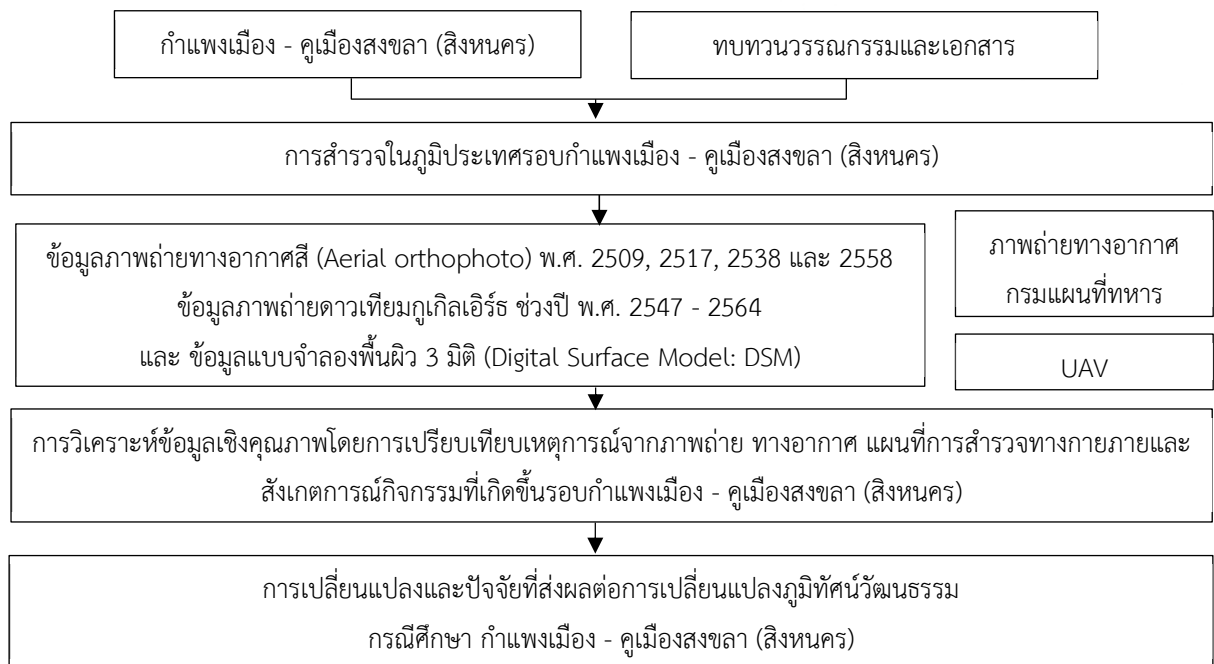 กำแพงเมือง - คูเมืองสงขลา (สิงหนคร)
ทบทวนวรรณกรรมและเอกสาร
การสำรวจในภูมิประเทศรอบกำแพงเมือง - คูเมืองสงขลา (สิงหนคร)
ข้อมูลภาพถ่ายทางอากาศสี (Aerial orthophoto) พ.ศ. 2509, 2517, 2538 และ 2558
ข้อมูลภาพถ่ายดาวเทียมกูเกิลเอิร์ธ ช่วงปี พ.ศ. 2547 - 2564
และ ข้อมูลแบบจำลองพื้นผิว 3 มิติ (Digital Surface Model: DSM)
ภาพถ่ายทางอากาศ
กรมแผนที่ทหาร
UAV
การวิเคราะห์ข้อมูลเชิงคุณภาพโดยการเปรียบเทียบเหตุการณ์จากภาพถ่าย ทางอากาศ แผนที่การสำรวจทางกายภายและ
สังเกตการณ์กิจกรรมที่เกิดขึ้นรอบกำแพงเมือง - คูเมืองสงขลา (สิงหนคร)
การเปลี่ยนแปลงและปัจจัยที่ส่งผลต่อการเปลี่ยนแปลงภูมิทัศน์วัฒนธรรม
กรณีศึกษา กำแพงเมือง - คูเมืองสงขลา (สิงหนคร)